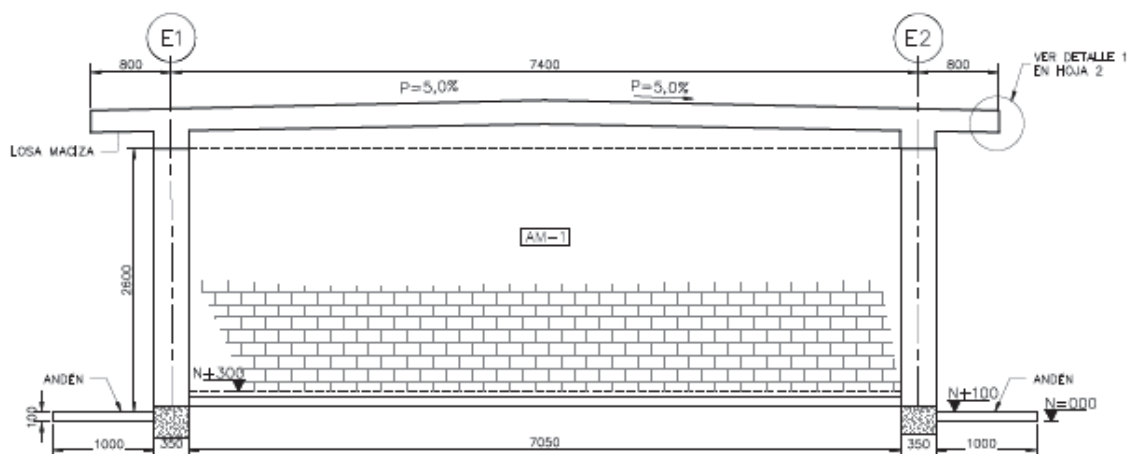 E1
E2
800
7400
800
VER DETALLE 1
EN HOJA 2
P=5,0%
P=5,0%
LOSA MACIZA
AM-1
2600
N+300
ANDÉN
N+100
ANDÉN
N=000
100
1000
350
7050
350
1000